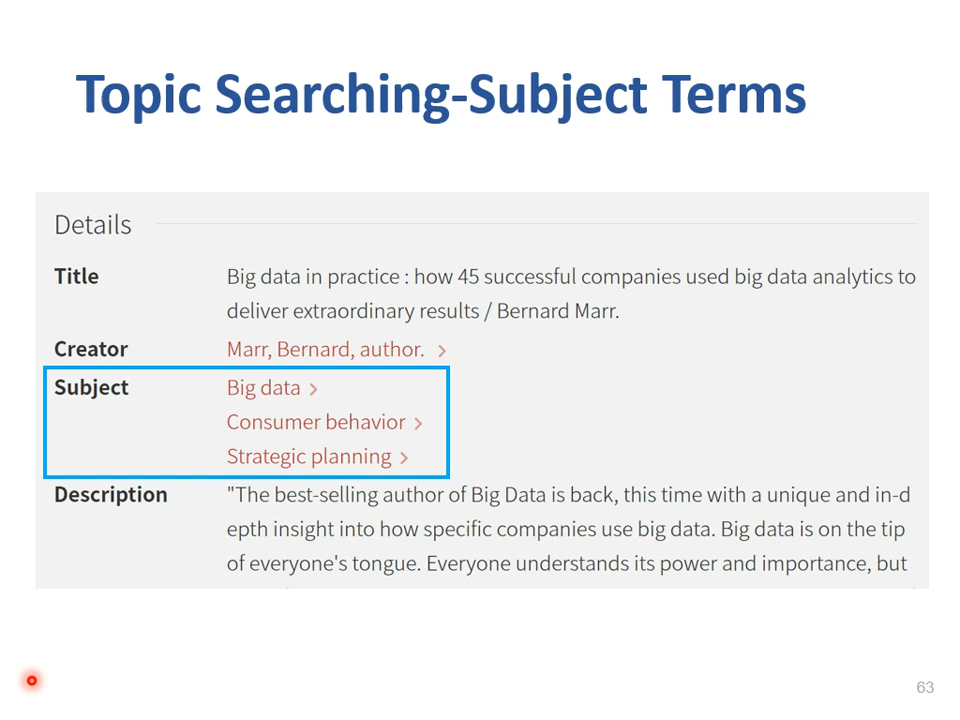 Topic Searching-Subject Terms
Details
Title
Big data in practice : how 45 successful companies used big data analytics to
deliver extraordinary results / Bernard Marr.
Creator
Marr, Bernard, author.
Subject
Big data
Consumer behavior
Strategic planning
Description
"The best-selling author of Big Data is back, this time with a unique and in-d
epth insight into how specific companies use big data. Big data is on the tip
of everyone's tongue. Everyone understands its power and importance, but
63